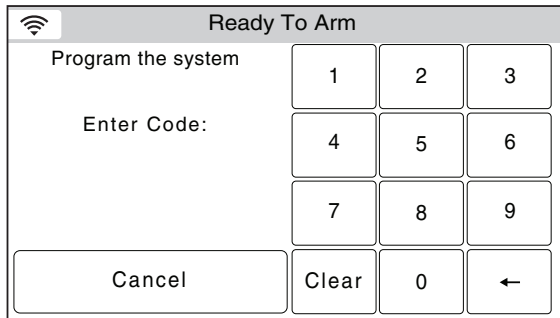 Ready To Arm
Program the system
Enter Code:
1 2 3
4 5 6
7 8 9
Cancel Clear 0 ←